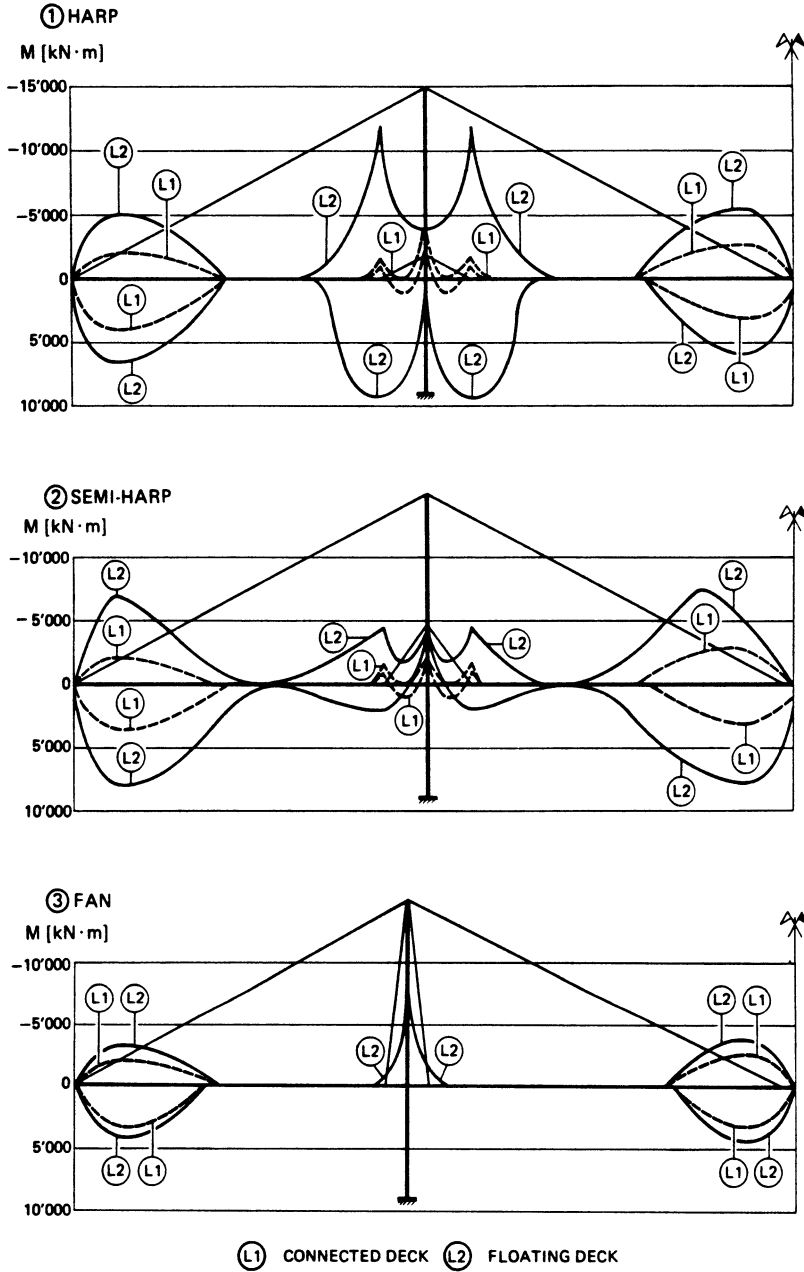 ① HARP
M [kN·m]
-15'000
-10'000
L2
L1
L1
L2
L2
L2
-5'000
L1
L1
0
L1
5'000
L2
L2
L2
L2
L1
10'000
② SEMI-HARP
M [kN·m]
-10'000
L2
L2
-5'000
L1
L2
L2
L1
L1
0
L1
L1
5'000
L2
L1
L2
10'000
③ FAN
M [kN·m]
-10'000
L1
L2
L2
L1
-5'000
L2
L2
0
5'000
L2
L1
L1
L2
10'000
L1 CONNECTED DECK L2 FLOATING DECK